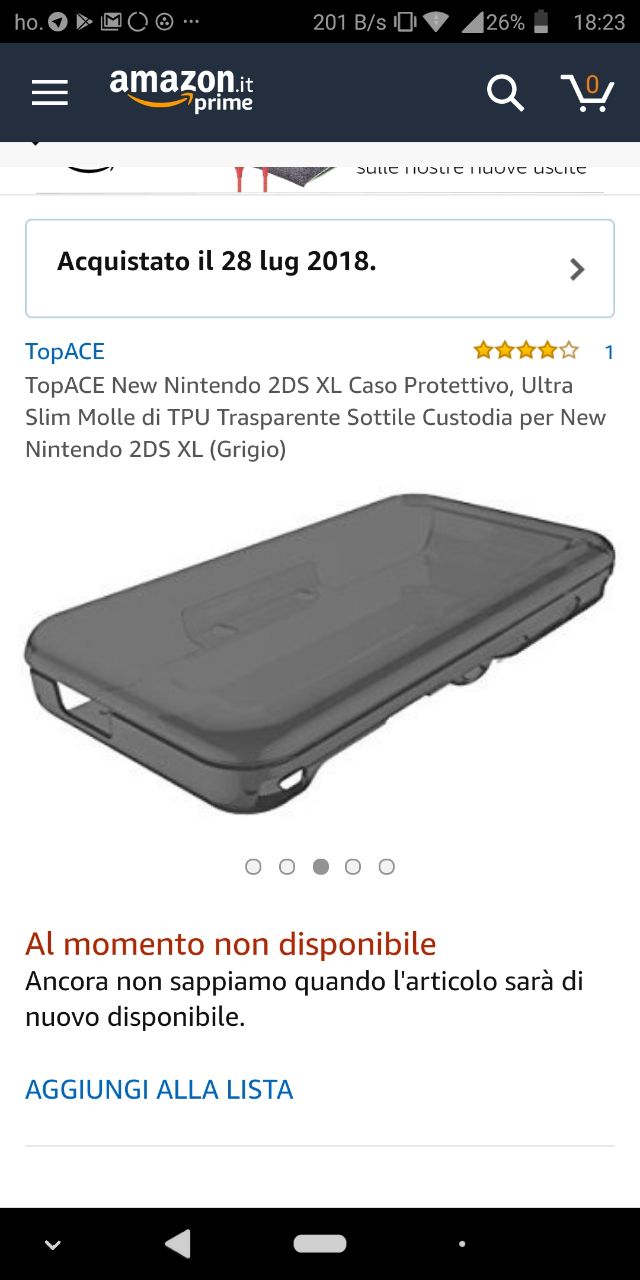 ho. 201 B/s 26% 18:23
amazon.it
prime
0
sulle nostre nuove uscite
Acquistato il 28 lug 2018.
TopACE 1
TopACE New Nintendo 2DS XL Caso Protettivo, Ultra
Slim Molle di TPU Trasparente Sottile Custodia per New
Nintendo 2DS XL (Grigio)
Al momento non disponibile
Ancora non sappiamo quando l'articolo sarà di
nuovo disponibile.
AGGIUNGI ALLA LISTA